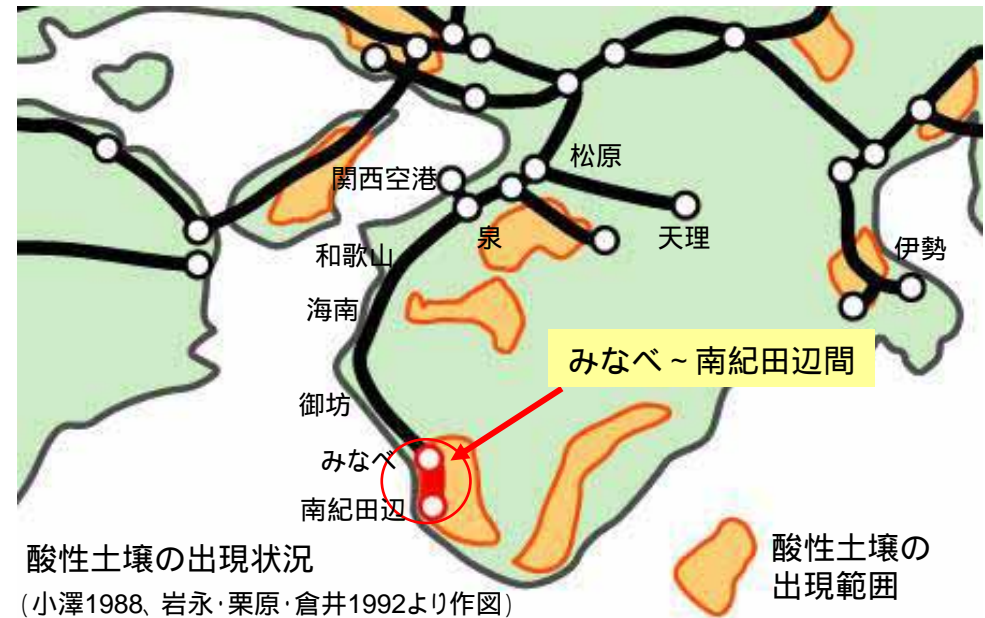 松原
関西空港
泉
天理
和歌山
伊勢
海南
みなべ～南紀田辺間
御坊
みなべ
南紀田辺
酸性土壌の出現状況
(小澤1988、岩永・栗原・倉井1992より作図)
酸性土壌の
出現範囲